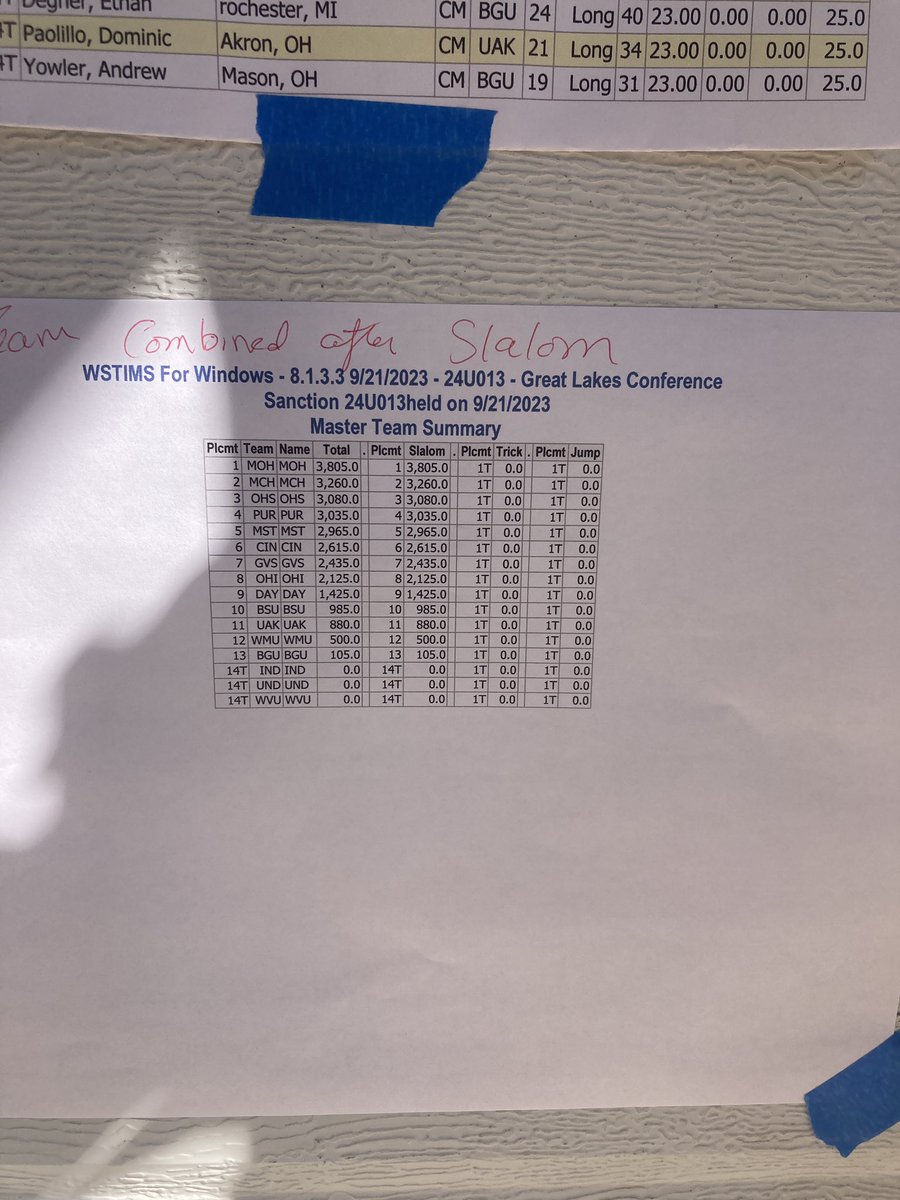 Degner, Ethan rochester, MI CM BGU 24 Long 40 23.00 0.00 0.00 25.0
4T Paolillo, Dominic Akron, OH CM UAK 21 Long 34 23.00 0.00 0.00 25.0
4T Yowler, Andrew Mason, OH CM BGU 19 Long 31 23.00 0.00 0.00 25.0
eam Combined after Slalom
WSTIMS For Windows - 8.1.3.3 9/21/2023 - 24U013 - Great Lakes Conference
Sanction 24U013held on 9/21/2023
Master Team Summary
Plcmt Team Name Total . Plcmt Slalom . Plcmt Trick . Plcmt Jump
1 MOH MOH 3,805.0 1 3,805.0 1T 0.0 1T 0.0
2 MCH MCH 3,260.0 2 3,260.0 1T 0.0 1T 0.0
3 OHS OHS 3,080.0 3 3,080.0 1T 0.0 1T 0.0
4 PUR PUR 3,035.0 4 3,035.0 1T 0.0 1T 0.0
5 MST MST 2,965.0 5 2,965.0 1T 0.0 1T 0.0
6 CIN CIN 2,615.0 6 2,615.0 1T 0.0 1T 0.0
7 GVS GVS 2,435.0 7 2,435.0 1T 0.0 1T 0.0
8 OHI OHI 2,125.0 8 2,125.0 1T 0.0 1T 0.0
9 DAY DAY 1,425.0 9 1,425.0 1T 0.0 1T 0.0
10 BSU BSU 985.0 10 985.0 1T 0.0 1T 0.0
11 UAK UAK 880.0 11 880.0 1T 0.0 1T 0.0
12 WMU WMU 500.0 12 500.0 1T 0.0 1T 0.0
13 BGU BGU 105.0 13 105.0 1T 0.0 1T 0.0
14T IND IND 0.0 14T 0.0 1T 0.0 1T 0.0
14T UND UND 0.0 14T 0.0 1T 0.0 1T 0.0
14T WVU WVU 0.0 14T 0.0 1T 0.0 1T 0.0